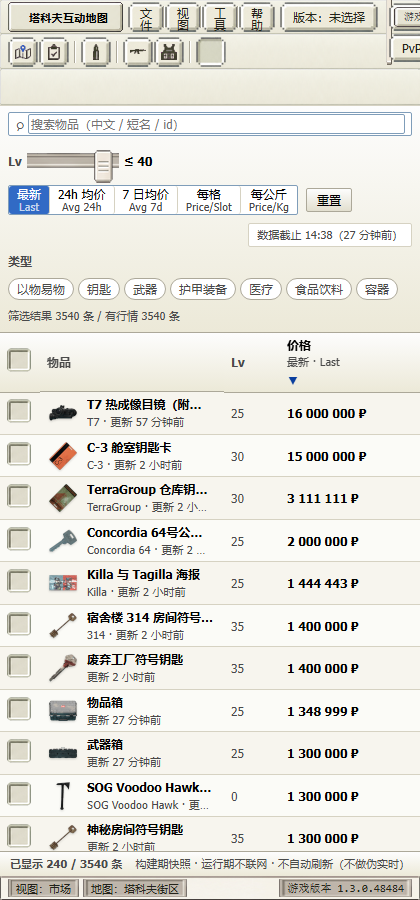 塔科夫互动地图
文件
视图
工具
帮助
版本：未选择
PvP
搜索物品（中文 / 短名 / id）
Lv
≤ 40
最新 24h 均价 7 日均价 每格 每公斤
Last Avg 24h Avg 7d Price/Slot Price/Kg
重置
数据截止 14:38（27 分钟前）
类型
以物易物 钥匙 武器 护甲装备 医疗 食品饮料 容器
筛选结果 3540 条 / 有行情 3540 条
物品 Lv 价格
最新 · Last
▼
T7 热成像目镜（附...
T7 · 更新 57 分钟前
25 16 000 000 ₽
C-3 舱室钥匙卡
C-3 · 更新 2 小时前
30 15 000 000 ₽
TerraGroup 仓库钥...
TerraGroup · 更新 2 小...
30 3 111 111 ₽
Concordia 64号公...
Concordia 64 · 更新 2 ...
25 2 000 000 ₽
Killa 与 Tagilla 海报
Killa · 更新 2 小时前
25 1 444 443 ₽
宿舍楼 314 房间符号...
314 · 更新 2 小时前
35 1 400 000 ₽
废弃工厂符号钥匙
更新 2 小时前
35 1 400 000 ₽
物品箱
更新 27 分钟前
25 1 348 999 ₽
武器箱
更新 27 分钟前
25 1 300 000 ₽
SOG Voodoo Hawk...
SOG Voodoo Hawk · 更...
0 1 300 000 ₽
神秘房间符号钥匙
35 1 300 000 ₽
已显示 240 / 3540 条 构建期快照 · 运行期不联网 · 不自动刷新（不做伪实时）
视图：市场 地图：塔科夫街区 游戏版本 1.3.0.48484